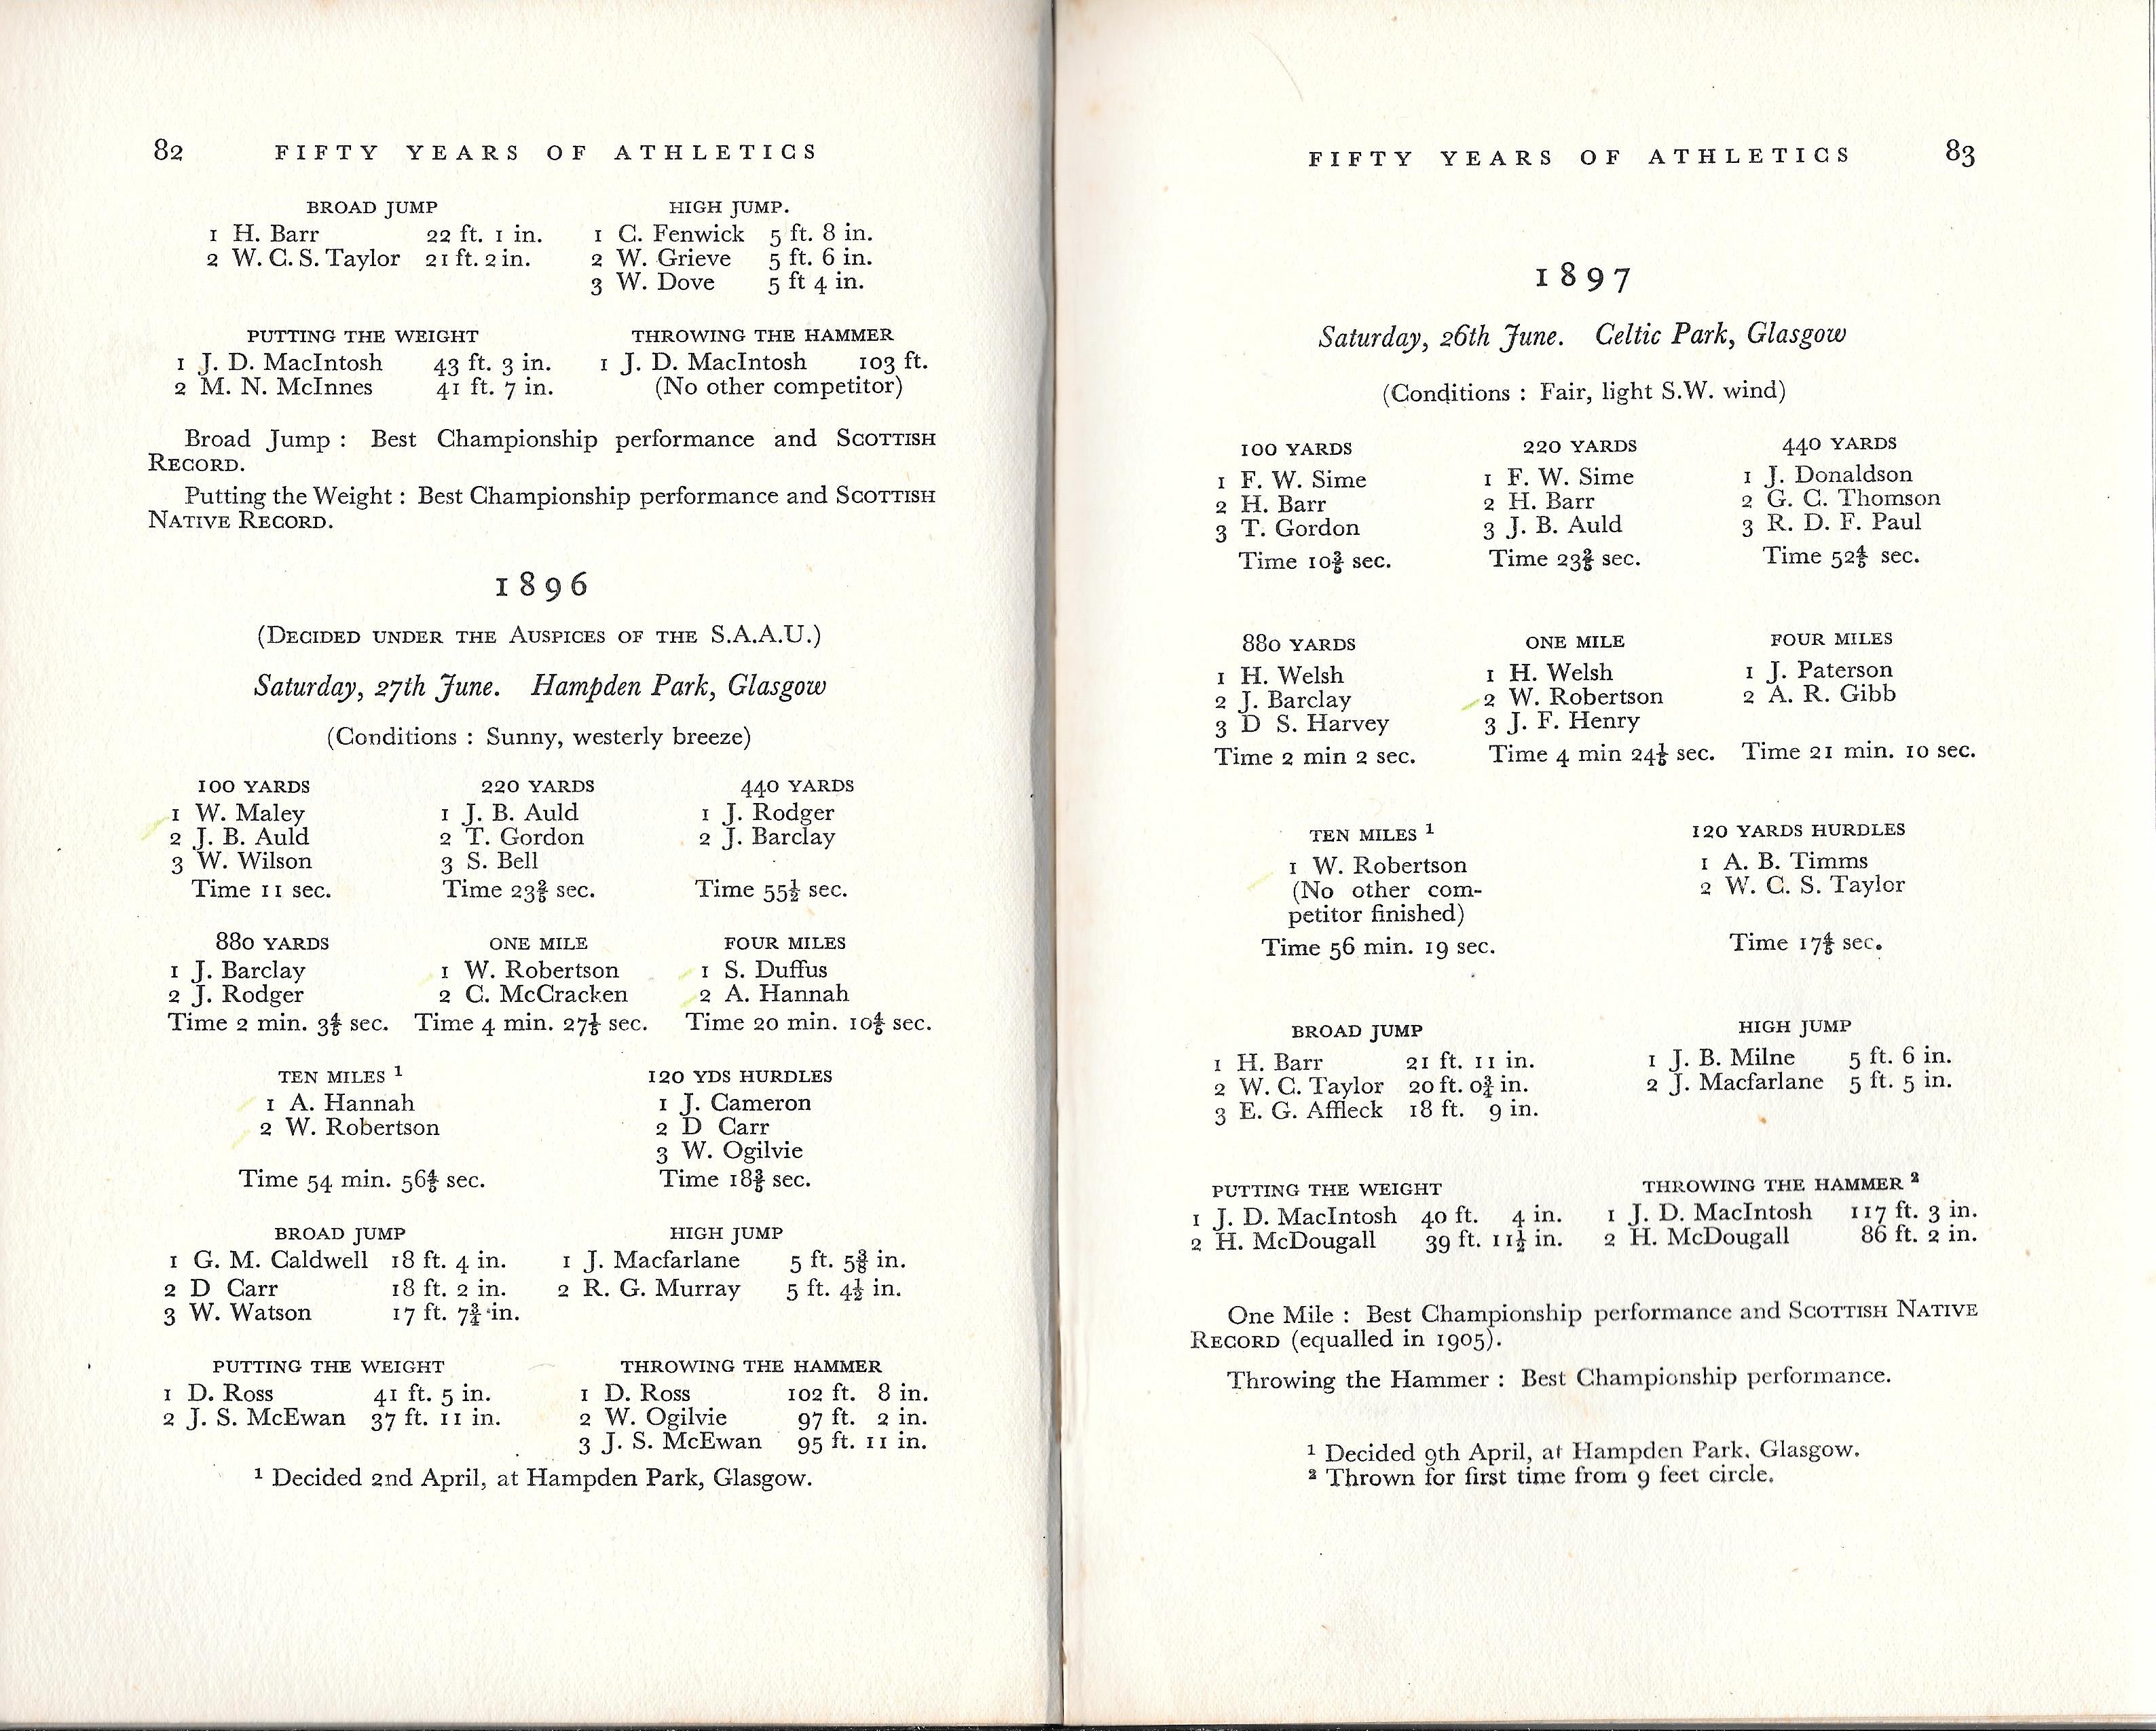 82 FIFTY YEARS OF ATHLETICS
BROAD JUMP
1 H. Barr 22 ft. 1 in.
2 W. C. S. Taylor 21 ft. 2 in.
HIGH JUMP.
1 C. Fenwick 5 ft. 8 in.
2 W. Grieve 5 ft. 6 in.
3 W. Dove 5 ft 4 in.
PUTTING THE WEIGHT
1 J. D. MacIntosh 43 ft. 3 in.
2 M. N. McInnes 41 ft. 7 in.
THROWING THE HAMMER
1 J. D. MacIntosh 103 ft.
(No other competitor)
Broad Jump : Best Championship performance and SCOTTISH
RECORD.
Putting the Weight : Best Championship performance and SCOTTISH
NATIVE RECORD.
1896
(DECIDED UNDER THE AUSPICES OF THE S.A.A.U.)
Saturday, 27th June. Hampden Park, Glasgow
(Conditions : Sunny, westerly breeze)
100 YARDS
1 W. Maley
2 J. B. Auld
3 W. Wilson
Time 11 sec.
220 YARDS
1 J. B. Auld
2 T. Gordon
3 S. Bell
Time 23⅗ sec.
440 YARDS
1 J. Rodger
2 J. Barclay
Time 55½ sec.
880 YARDS
1 J. Barclay
2 J. Rodger
Time 2 min. 3⅘ sec.
ONE MILE
1 W. Robertson
2 C. McCracken
Time 4 min. 27⅕ sec.
FOUR MILES
1 S. Duffus
2 A. Hannah
Time 20 min. 10⅘ sec.
TEN MILES ¹
1 A. Hannah
2 W. Robertson
Time 54 min. 56⅘ sec.
120 YDS HURDLES
1 J. Cameron
2 D Carr
3 W. Ogilvie
Time 18⅗ sec.
BROAD JUMP
1 G. M. Caldwell 18 ft. 4 in.
2 D Carr 18 ft. 2 in.
3 W. Watson 17 ft. 7¾ in.
HIGH JUMP
1 J. Macfarlane 5 ft. 5⅜ in.
2 R. G. Murray 5 ft. 4½ in.
PUTTING THE WEIGHT
1 D. Ross 41 ft. 5 in.
2 J. S. McEwan 37 ft. 11 in.
THROWING THE HAMMER
1 D. Ross 102 ft. 8 in.
2 W. Ogilvie 97 ft. 2 in.
3 J. S. McEwan 95 ft. 11 in.
¹ Decided 2nd April, at Hampden Park, Glasgow.
FIFTY YEARS OF ATHLETICS 83
1897
Saturday, 26th June. Celtic Park, Glasgow
(Conditions : Fair, light S.W. wind)
100 YARDS
1 F. W. Sime
2 H. Barr
3 T. Gordon
Time 10⅗ sec.
220 YARDS
1 F. W. Sime
2 H. Barr
3 J. B. Auld
Time 23⅗ sec.
440 YARDS
1 J. Donaldson
2 G. C. Thomson
3 R. D. F. Paul
Time 52⅘ sec.
880 YARDS
1 H. Welsh
2 J. Barclay
3 D S. Harvey
Time 2 min 2 sec.
ONE MILE
1 H. Welsh
2 W. Robertson
3 J. F. Henry
Time 4 min 24⅕ sec.
FOUR MILES
1 J. Paterson
2 A. R. Gibb
Time 21 min. 10 sec.
TEN MILES ¹
1 W. Robertson
(No other com-
petitor finished)
Time 56 min. 19 sec.
120 YARDS HURDLES
1 A. B. Timms
2 W. C. S. Taylor
Time 17⅘ sec.
BROAD JUMP
1 H. Barr 21 ft. 11 in.
2 W. C. Taylor 20 ft. 0¾ in.
3 E. G. Affleck 18 ft. 9 in.
HIGH JUMP
1 J. B. Milne 5 ft. 6 in.
2 J. Macfarlane 5 ft. 5 in.
PUTTING THE WEIGHT
1 J. D. MacIntosh 40 ft. 4 in.
2 H. McDougall 39 ft. 11½ in.
THROWING THE HAMMER ²
1 J. D. MacIntosh 117 ft. 3 in.
2 H. McDougall 86 ft. 2 in.
One Mile : Best Championship performance and SCOTTISH NATIVE
RECORD (equalled in 1905).
Throwing the Hammer : Best Championship performance.
¹ Decided 9th April, at Hampden Park. Glasgow.
² Thrown for first time from 9 feet circle.